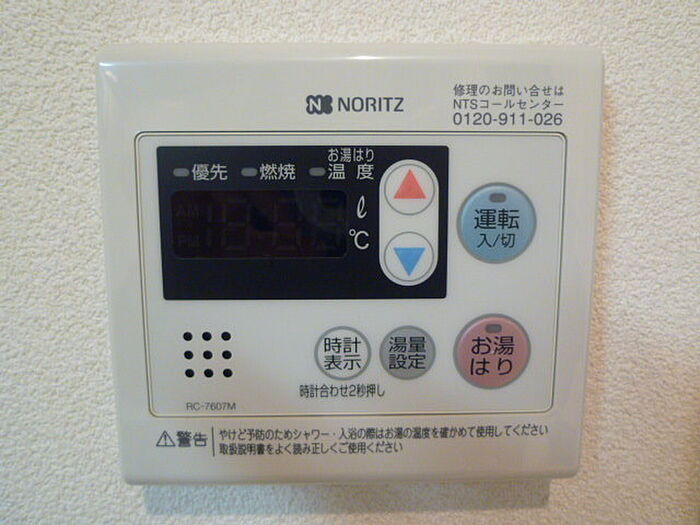 NORITZ
修理のお問い合せは
NTSコールセンター
0120-911-026
お湯はり
優先 燃焼 温度
AM
PM
ℓ
℃
運転
入/切
時計
表示
湯量
設定
お湯
はり
時計合わせ2秒押し
RC-7607M
⚠警告 やけど予防のためシャワー・入浴の際はお湯の温度を確かめて使用してください
取扱説明書をよく読み正しくご使用ください